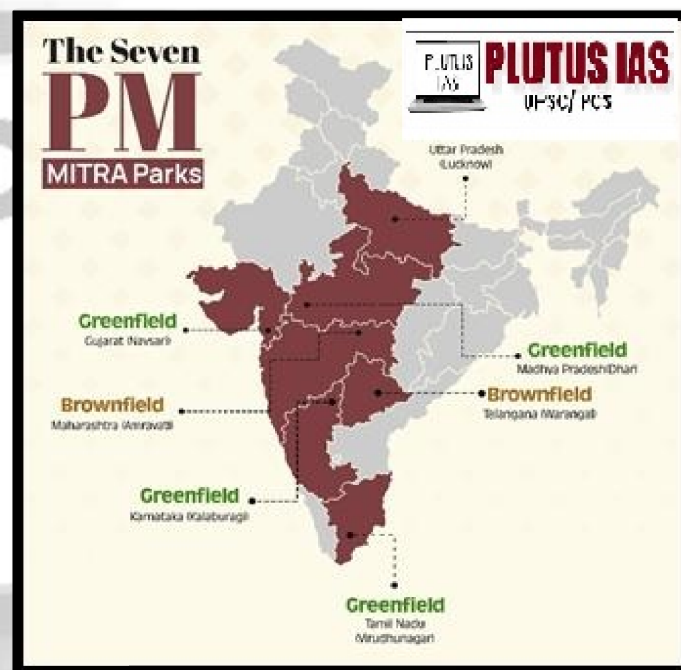 The Seven
PM
MITRA Parks
PLUTUS
IAS
PLUTUS IAS
UPSC/ PCS
Uttar Pradesh
(Lucknow)
Greenfield
Gujarat (Navsari)
Greenfield
Madhya Pradesh(Dhar)
Brownfield
Maharashtra (Amravati)
Brownfield
Telangana (Warangal)
Greenfield
Karnataka (Kalaburagi)
Greenfield
Tamil Nadu
(Virudhunagar)